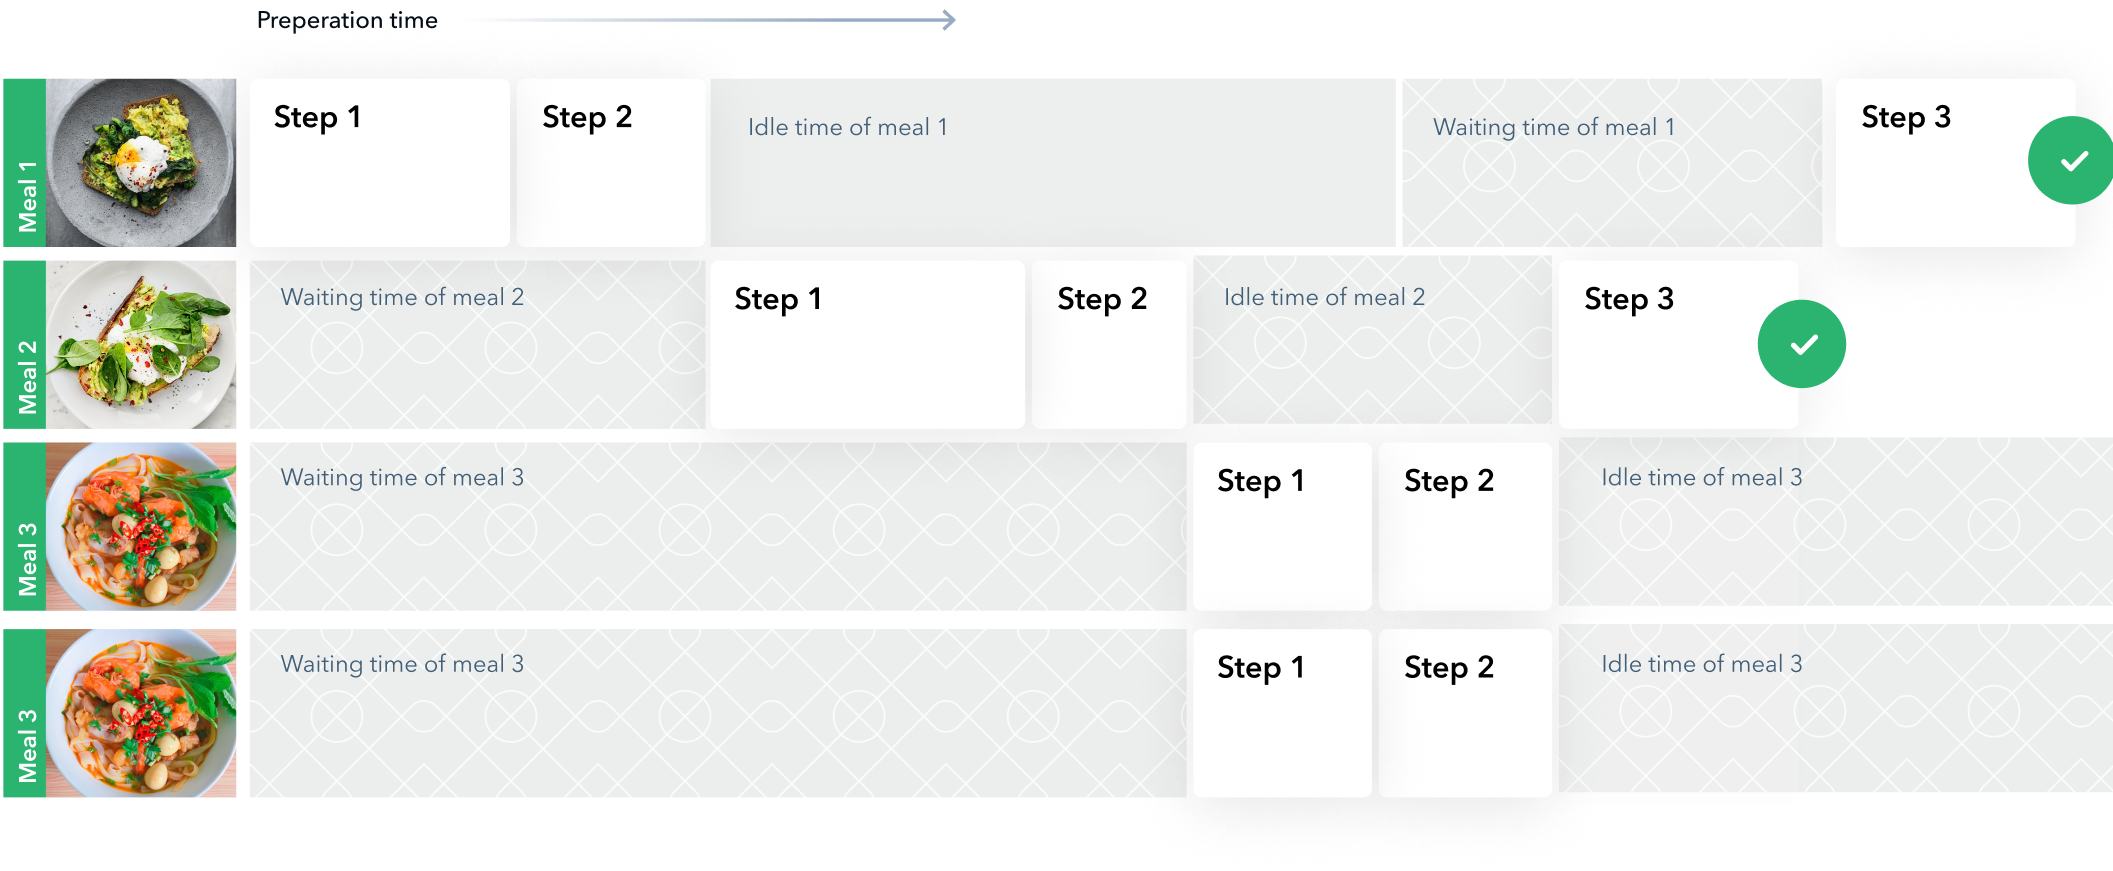 Preperation time
Meal 1
Step 1
Step 2
Idle time of meal 1
Waiting time of meal 1
Step 3
Meal 2
Waiting time of meal 2
Step 1
Step 2
Idle time of meal 2
Step 3
Meal 3
Waiting time of meal 3
Step 1
Step 2
Idle time of meal 3
Meal 3
Waiting time of meal 3
Step 1
Step 2
Idle time of meal 3